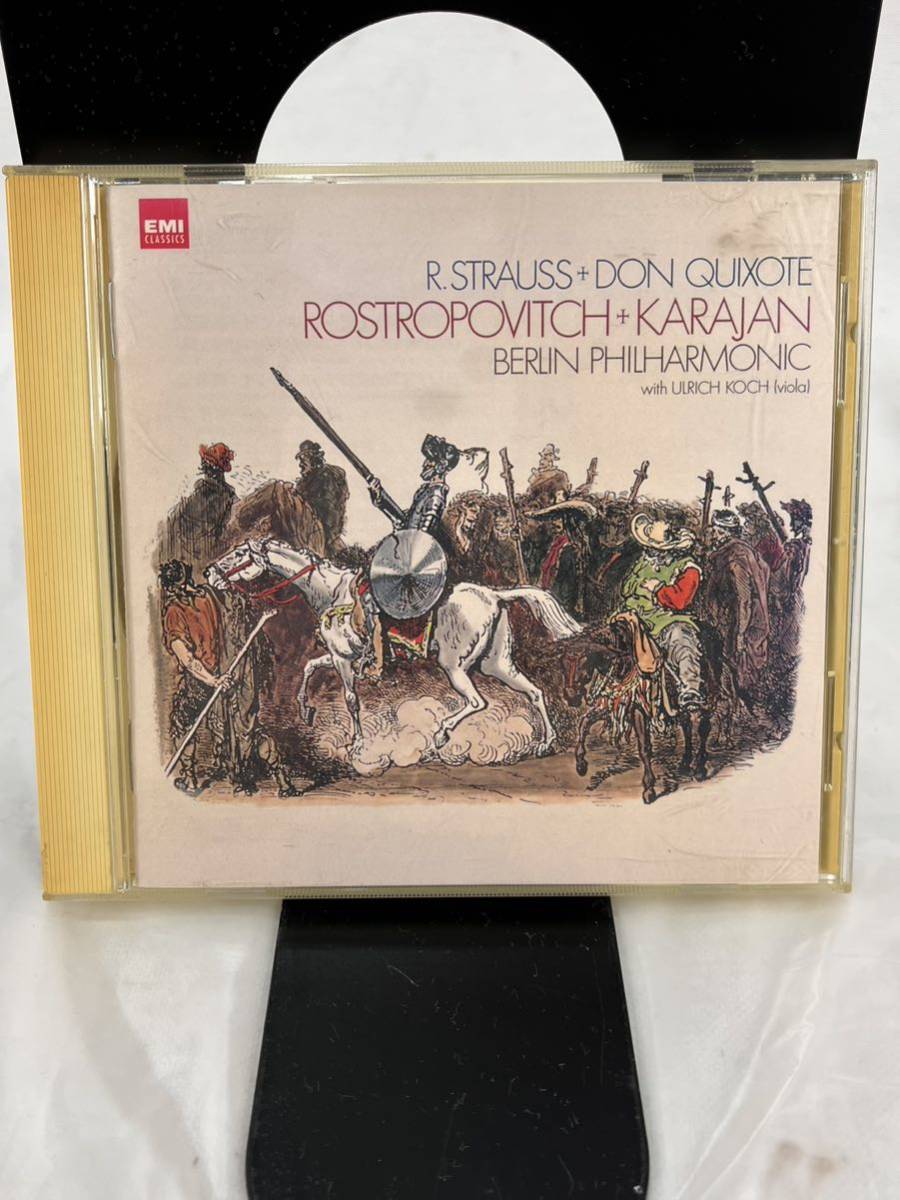 EMI
CLASSICS
R. STRAUSS + DON QUIXOTE
ROSTROPOVITCH + KARAJAN
BERLIN PHILHARMONIC
with ULRICH KOCH (viola)